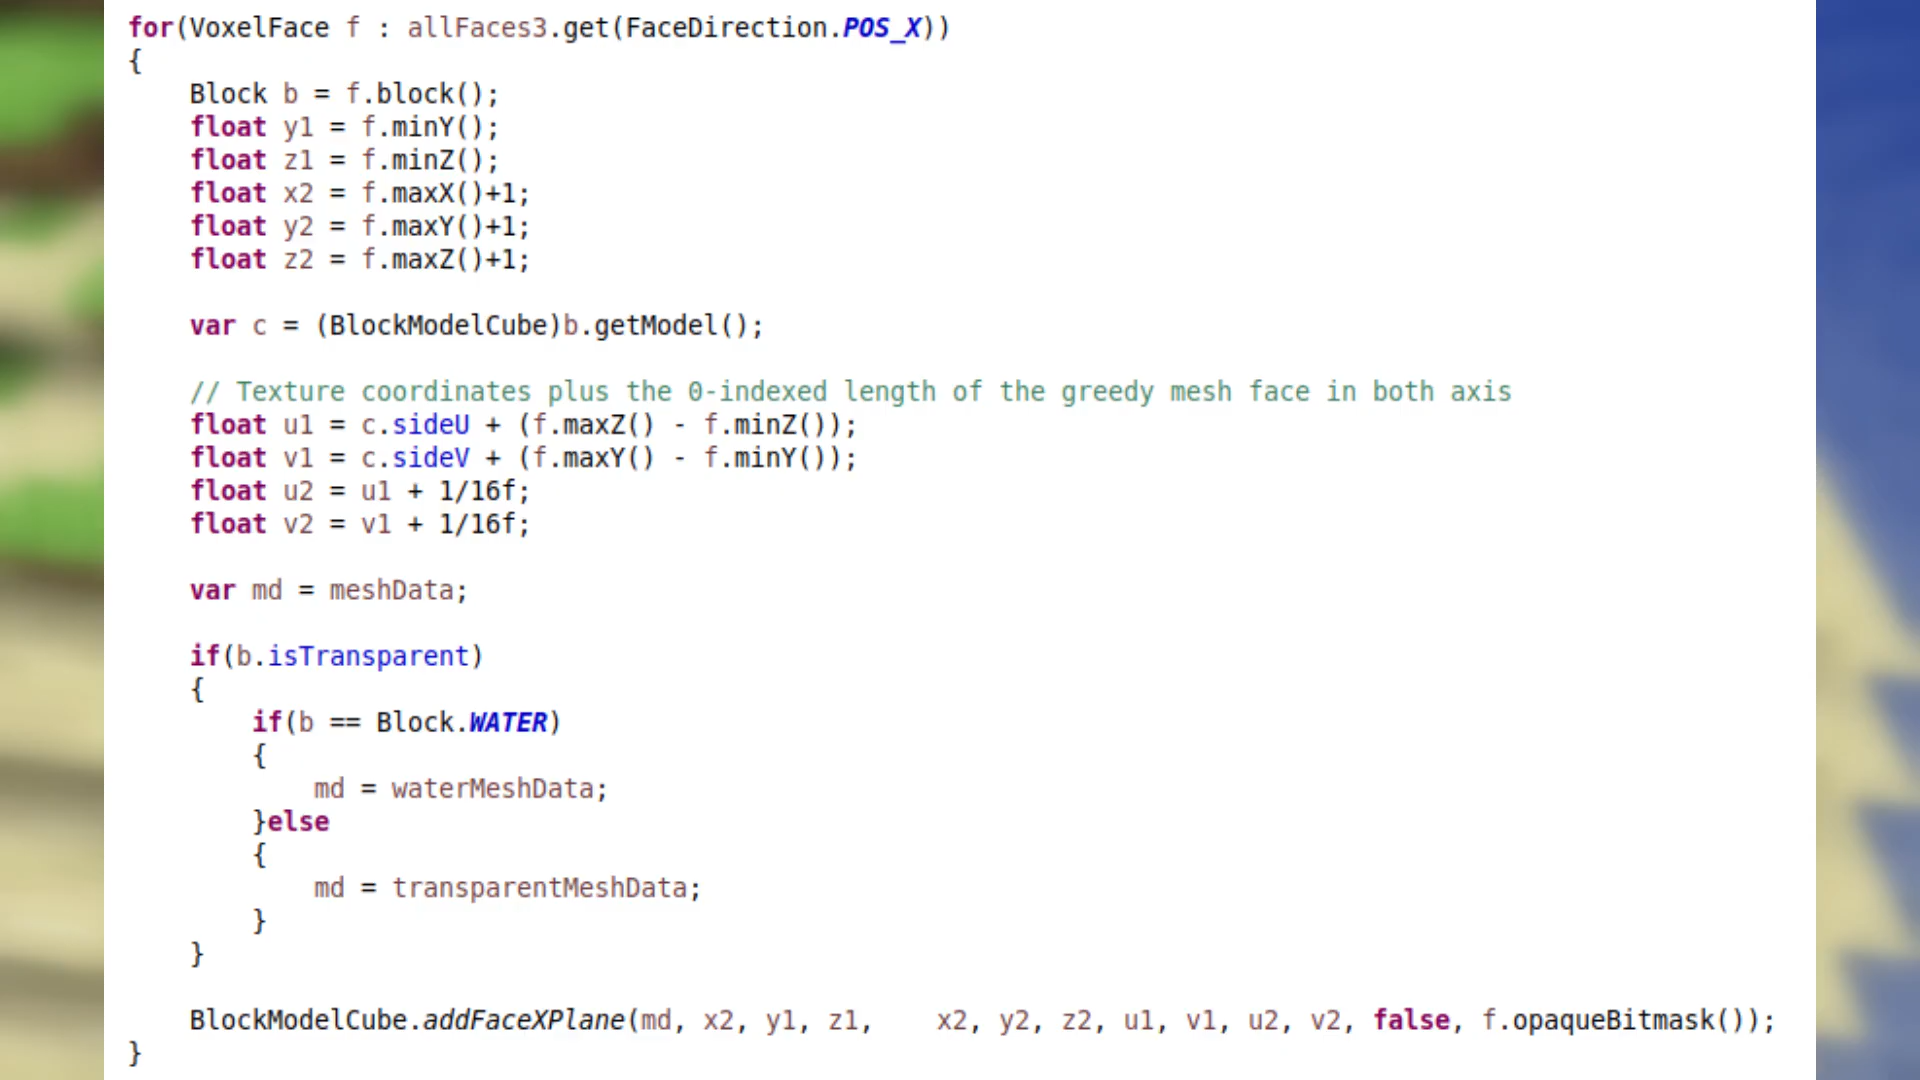 for(VoxelFace f : allFaces3.get(FaceDirection.POS_X))
{
    Block b = f.block();
    float y1 = f.minY();
    float z1 = f.minZ();
    float x2 = f.maxX()+1;
    float y2 = f.maxY()+1;
    float z2 = f.maxZ()+1;

    var c = (BlockModelCube)b.getModel();

    // Texture coordinates plus the 0-indexed length of the greedy mesh face in both axis
    float u1 = c.sideU + (f.maxZ() - f.minZ());
    float v1 = c.sideV + (f.maxY() - f.minY());
    float u2 = u1 + 1/16f;
    float v2 = v1 + 1/16f;

    var md = meshData;

    if(b.isTransparent)
    {
        if(b == Block.WATER)
        {
            md = waterMeshData;
        }else
        {
            md = transparentMeshData;
        }
    }

    BlockModelCube.addFaceXPlane(md, x2, y1, z1,    x2, y2, z2, u1, v1, u2, v2, false, f.opaqueBitmask());
}